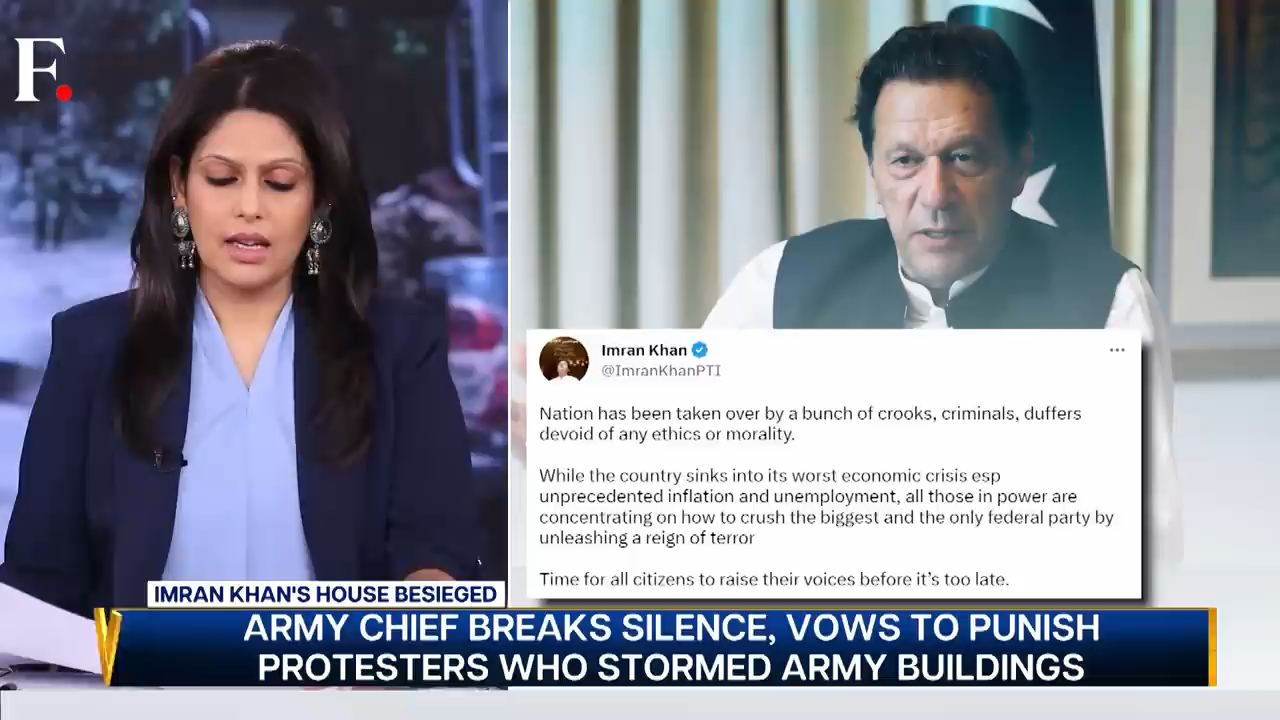 F.
Imran Khan
@ImranKhanPTI
Nation has been taken over by a bunch of crooks, criminals, duffers
devoid of any ethics or morality.
While the country sinks into its worst economic crisis esp
unprecedented inflation and unemployment, all those in power are
concentrating on how to crush the biggest and the only federal party by
unleashing a reign of terror
Time for all citizens to raise their voices before it's too late.
IMRAN KHAN'S HOUSE BESIEGED
ARMY CHIEF BREAKS SILENCE, VOWS TO PUNISH
PROTESTERS WHO STORMED ARMY BUILDINGS